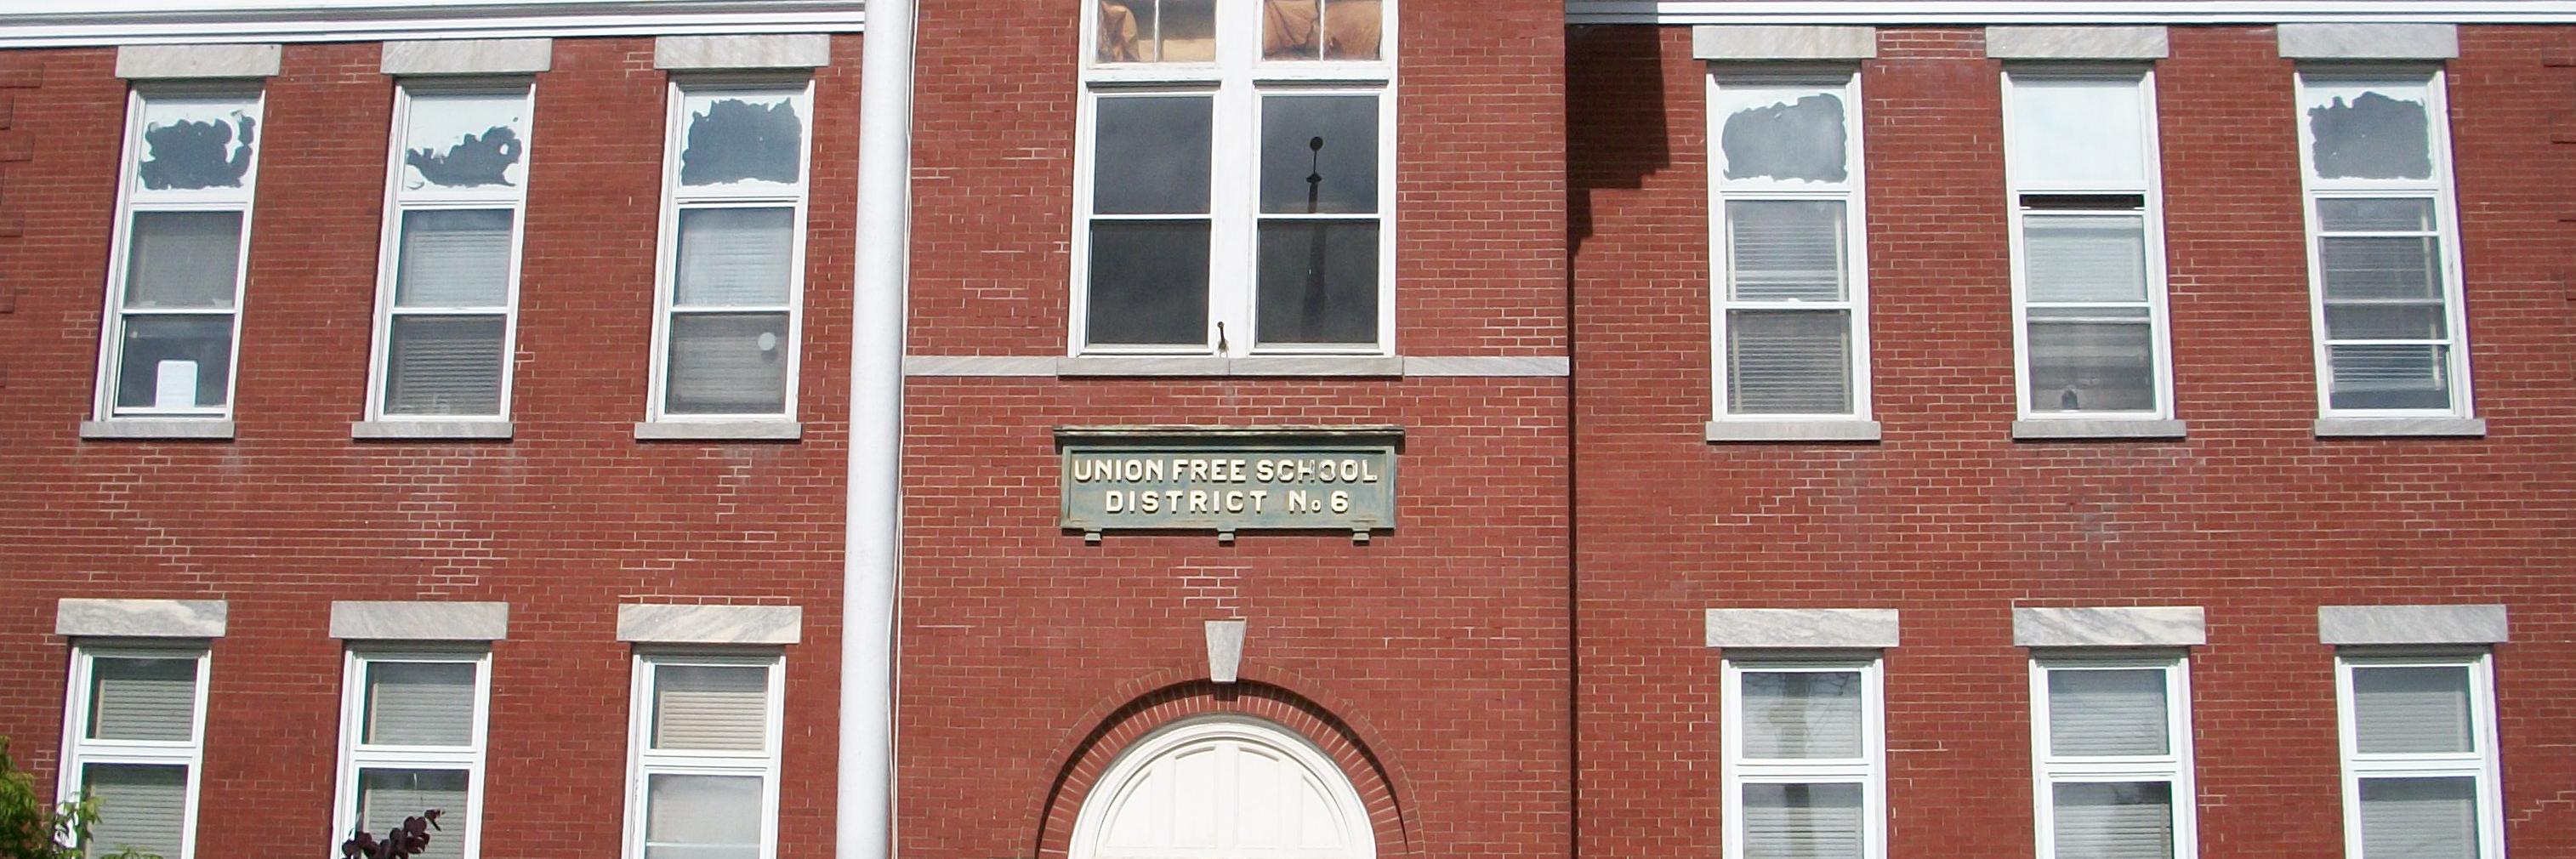 UNION FREE SCHOOL
DISTRICT No 6